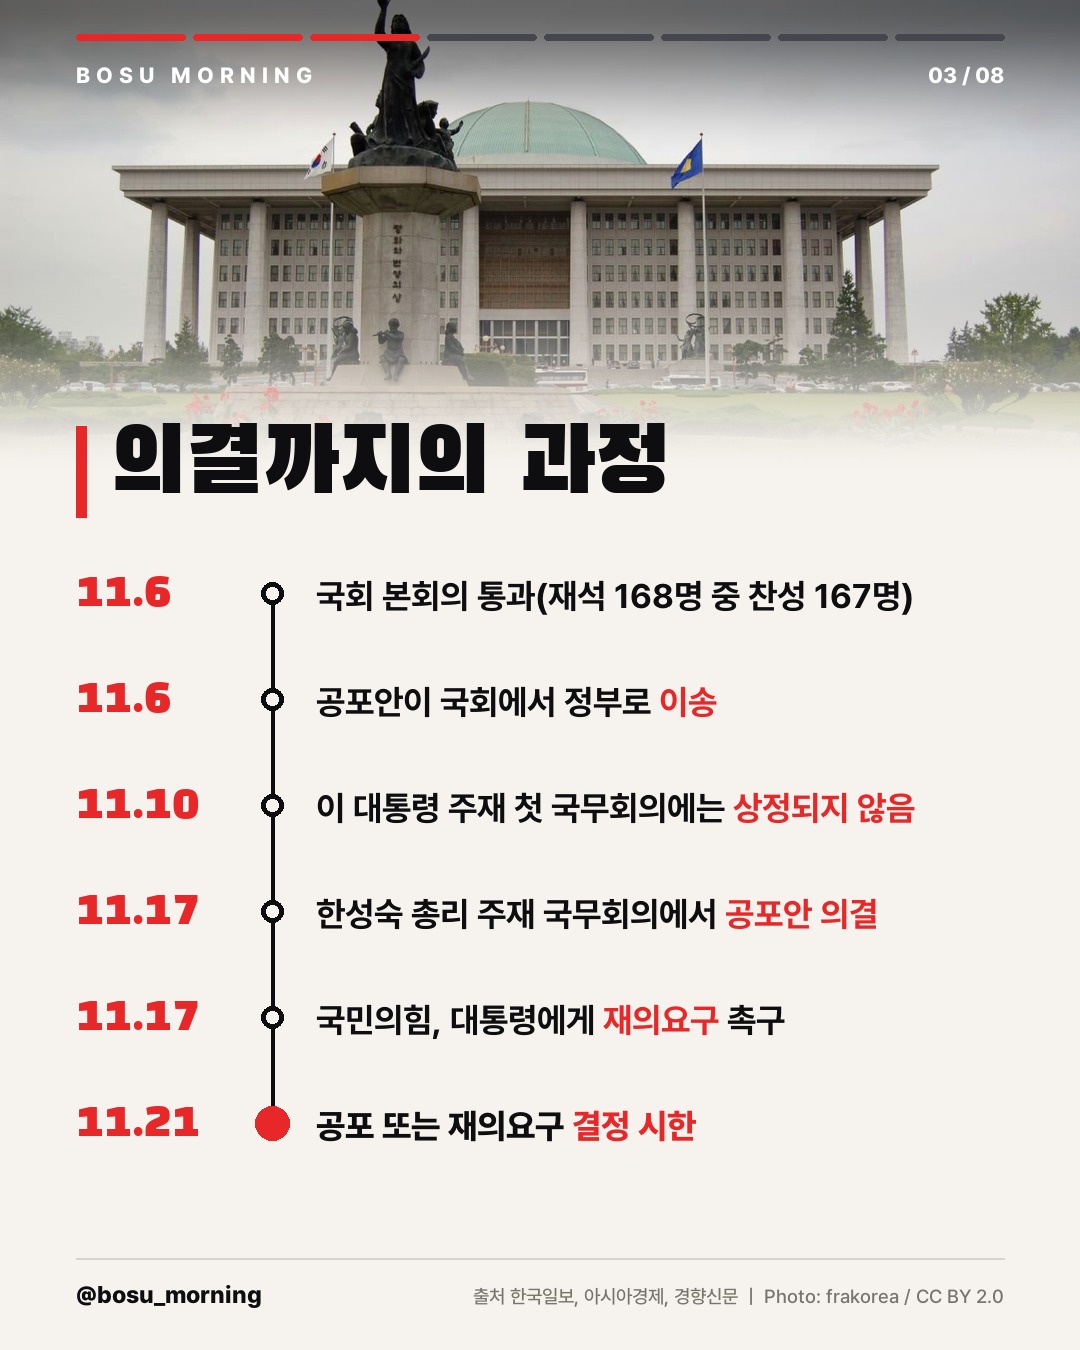 BOSU MORNING
03 / 08
평화와 번영의 상
의결까지의 과정
11.6 국회 본회의 통과(재석 168명 중 찬성 167명)
11.6 공포안이 국회에서 정부로 이송
11.10 이 대통령 주재 첫 국무회의에는 상정되지 않음
11.17 한성숙 총리 주재 국무회의에서 공포안 의결
11.17 국민의힘, 대통령에게 재의요구 촉구
11.21 공포 또는 재의요구 결정 시한
@bosu_morning
출처 한국일보, 아시아경제, 경향신문 | Photo: frakorea / CC BY 2.0